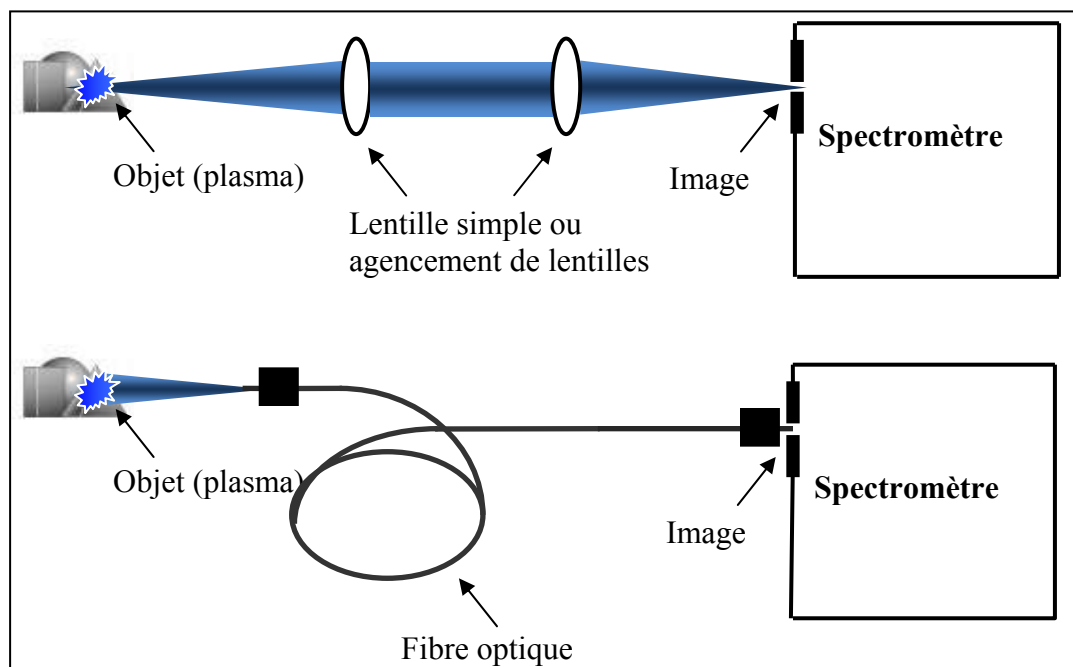 Spectromètre
Objet (plasma)
Image
Lentille simple ou
agencement de lentilles
Objet (plasma)
Spectromètre
Image
Fibre optique